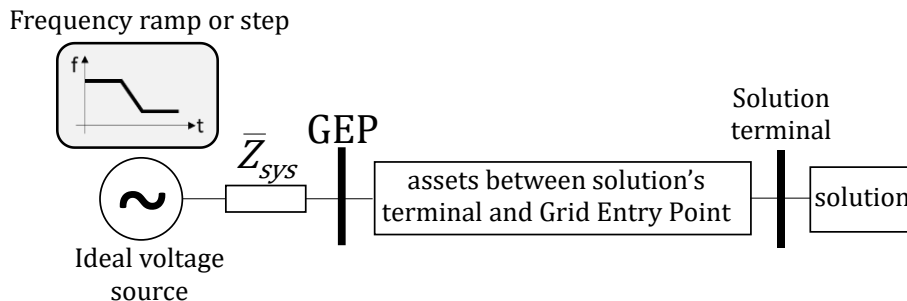 Frequency ramp or step
f
t
Z̅sys
GEP
Solution
terminal
assets between solution's
terminal and Grid Entry Point
solution
Ideal voltage
source